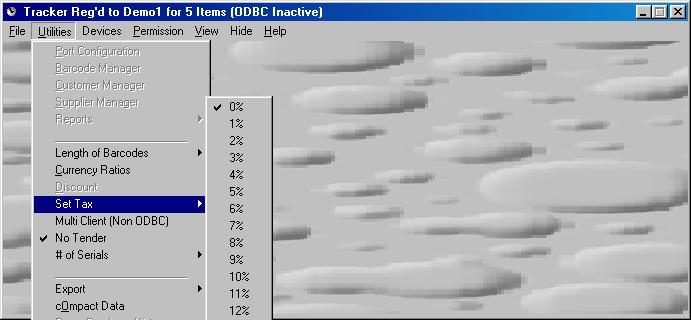 Tracker Reg'd to Demo1 for 5 Items (ODBC Inactive)
File Utilities Devices Permission View Hide Help
Port Configuration
Barcode Manager
Customer Manager
Supplier Manager
Reports
Length of Barcodes
Currency Ratios
Discount
Set Tax
Multi Client (Non ODBC)
No Tender
# of Serials
Export
cOmpact Data
0%
1%
2%
3%
4%
5%
6%
7%
8%
9%
10%
11%
12%